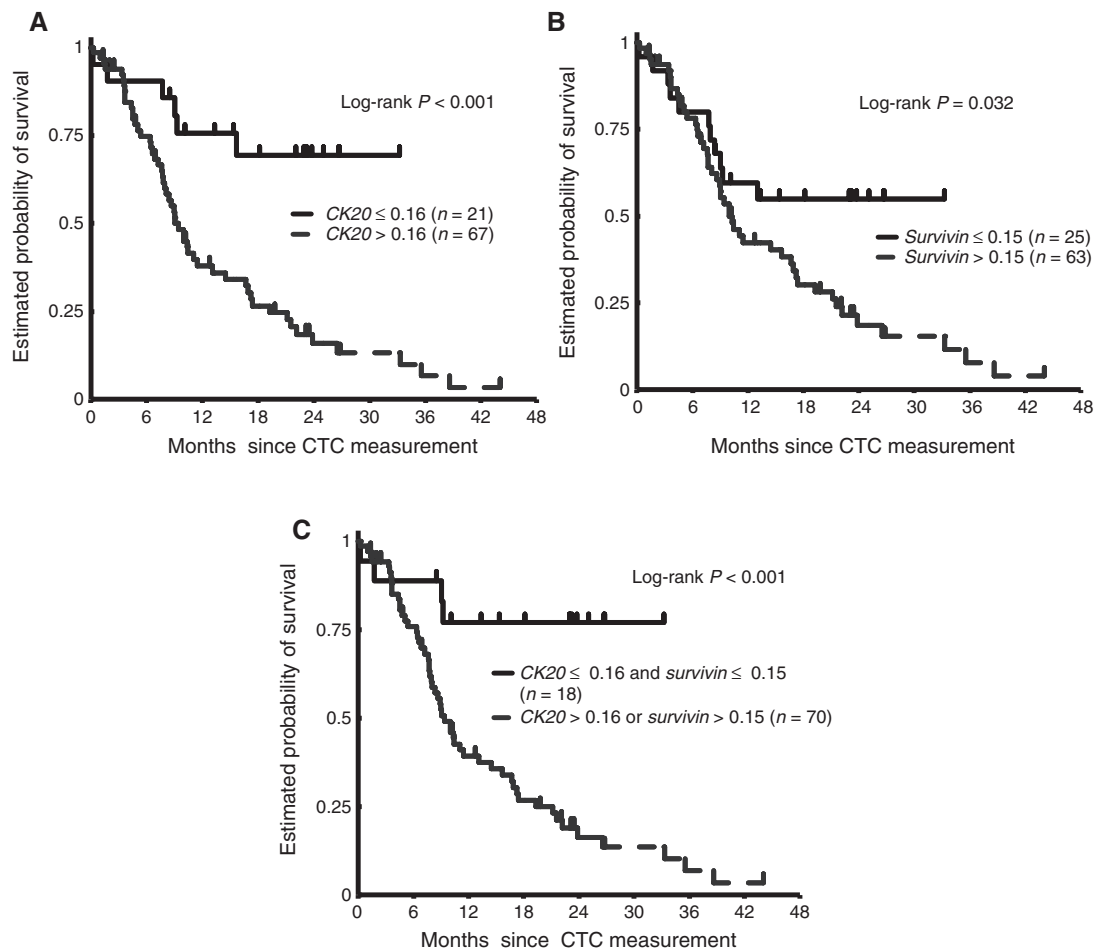 A
Estimated probability of survival
1
0.75
0.5
0.25
0
Log-rank P < 0.001
CK20 ≤ 0.16 (n = 21)
CK20 > 0.16 (n = 67)
0 6 12 18 24 30 36 42 48
Months since CTC measurement
B
Estimated probability of survival
1
0.75
0.5
0.25
0
Log-rank P = 0.032
Survivin ≤ 0.15 (n = 25)
Survivin > 0.15 (n = 63)
0 6 12 18 24 30 36 42 48
Months since CTC measurement
C
Estimated probability of survival
1
0.75
0.5
0.25
0
Log-rank P < 0.001
CK20 ≤ 0.16 and survivin ≤ 0.15
(n = 18)
CK20 > 0.16 or survivin > 0.15 (n = 70)
0 6 12 18 24 30 36 42 48
Months since CTC measurement